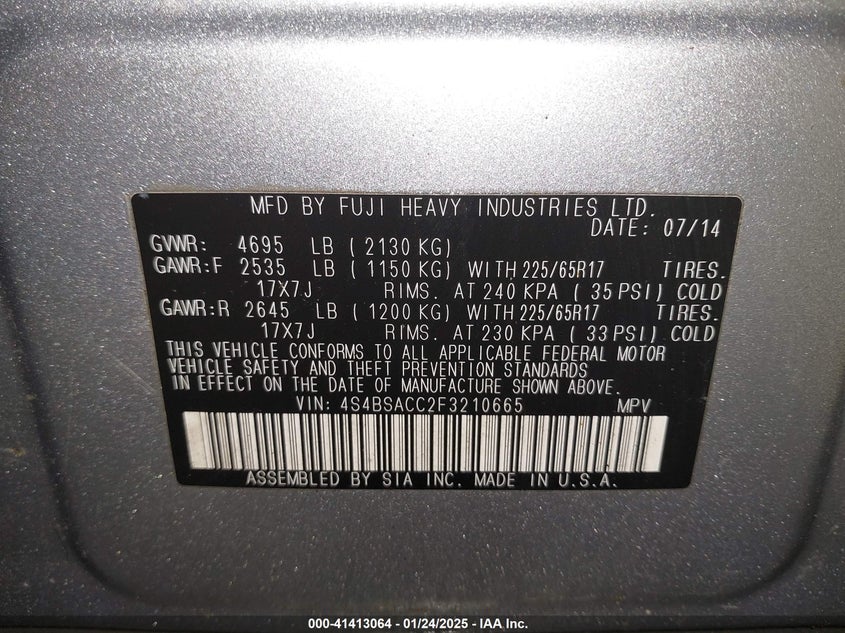 MFD BY FUJI HEAVY INDUSTRIES LTD.
DATE: 07/14
GVWR: 4695 LB ( 2130 KG)
GAWR:F 2535 LB ( 1150 KG) WITH 225/65R17 TIRES.
17X7J RIMS. AT 240 KPA ( 35 PSI) COLD
GAWR:R 2645 LB ( 1200 KG) WITH 225/65R17 TIRES.
17X7J RIMS. AT 230 KPA ( 33 PSI) COLD
THIS VEHICLE CONFORMS TO ALL APPLICABLE FEDERAL MOTOR
VEHICLE SAFETY AND THEFT PREVENTION STANDARDS
IN EFFECT ON THE DATE OF MANUFACTURE SHOWN ABOVE.
VIN: 4S4BSACC2F3210665 MPV
ASSEMBLED BY SIA INC. MADE IN U.S.A.
000-41413064 - 01/24/2025 - IAA Inc.